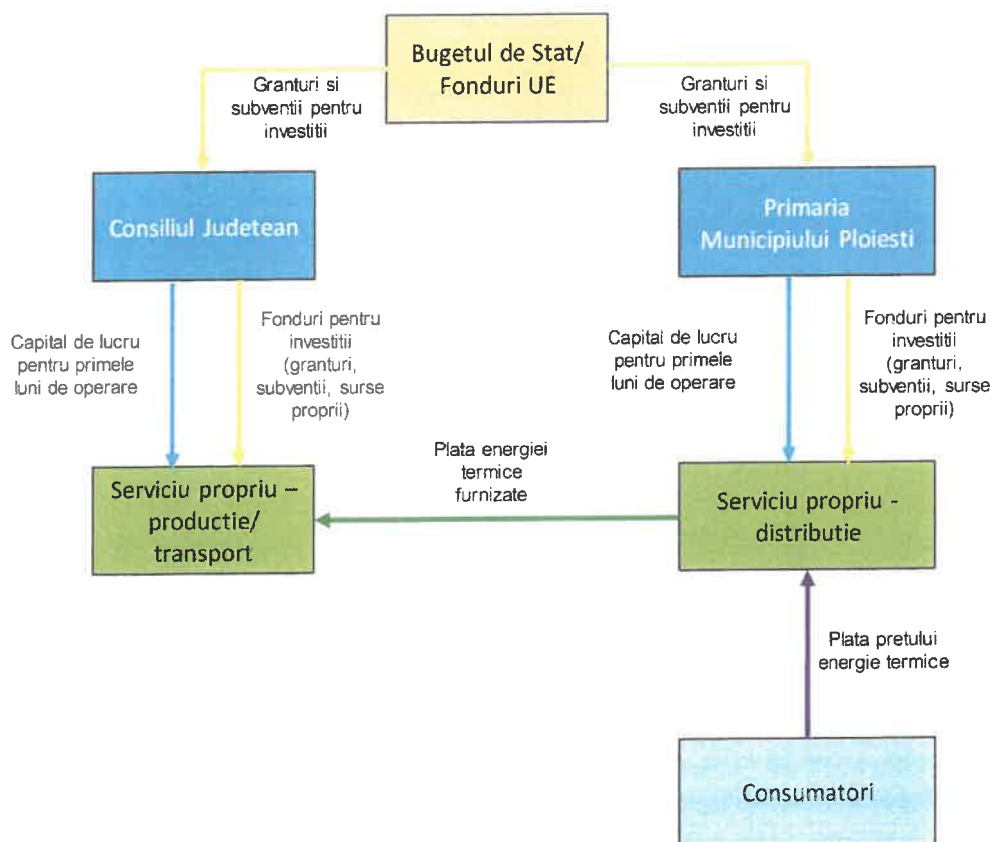 Bugetul de Stat/
Fonduri UE
Granturi si
subventii pentru
investitii
Granturi si
subventii pentru
investitii
Consiliul Judetean
Primaria
Municipiului Ploiesti
Capital de lucru
pentru primele
luni de operare
Fonduri pentru
investitii
(granturi,
subventii, surse
proprii)
Capital de lucru
pentru primele
luni de operare
Fonduri pentru
investitii
(granturi,
subventii, surse
proprii)
Plata energiei
termice
furnizate
Serviciu propriu –
productie/
transport
Serviciu propriu -
distributie
Plata pretului
energie termice
Consumatori